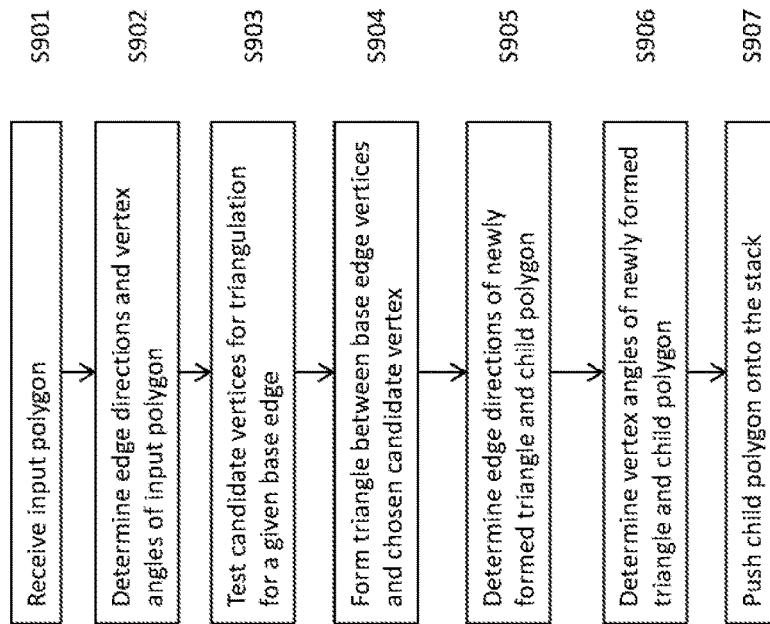 Receive input polygon
S901
Determine edge directions and vertex
angles of input polygon
S902
Test candidate vertices for triangulation
for a given base edge
S903
Form triangle between base edge vertices
and chosen candidate vertex
S904
Determine edge directions of newly
formed triangle and child polygon
S905
Determine vertex angles of newly formed
triangle and child polygon
S906
Push child polygon onto the stack
S907